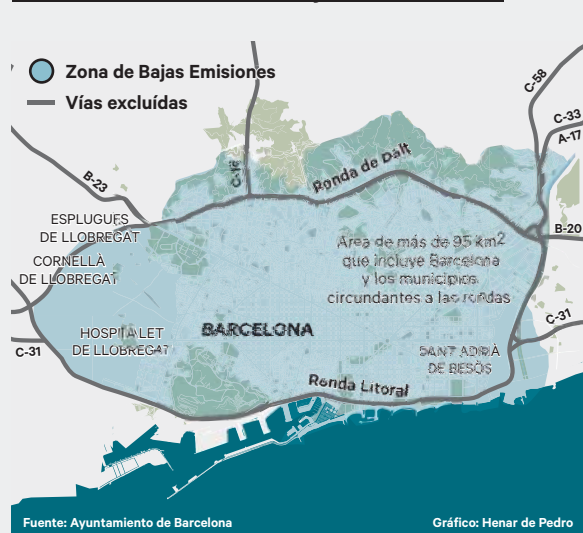 Zona de Bajas Emisiones
Vías excluídas
C-58
C-33
A-17
C-16
Ronda de Dalt
B-23
B-20
ESPLUGUES
DE LLOBREGAT
Área de más de 95 km2
que incluye Barcelona
y los municipios
circundantes a las rondas
CORNELLÀ
DE LLOBREGAT
C-31
BARCELONA
HOSPITALET
DE LLOBREGAT
C-31
SANT ADRIÀ
DE BESÒS
Ronda Litoral
Fuente: Ayuntamiento de Barcelona
Gráfico: Henar de Pedro